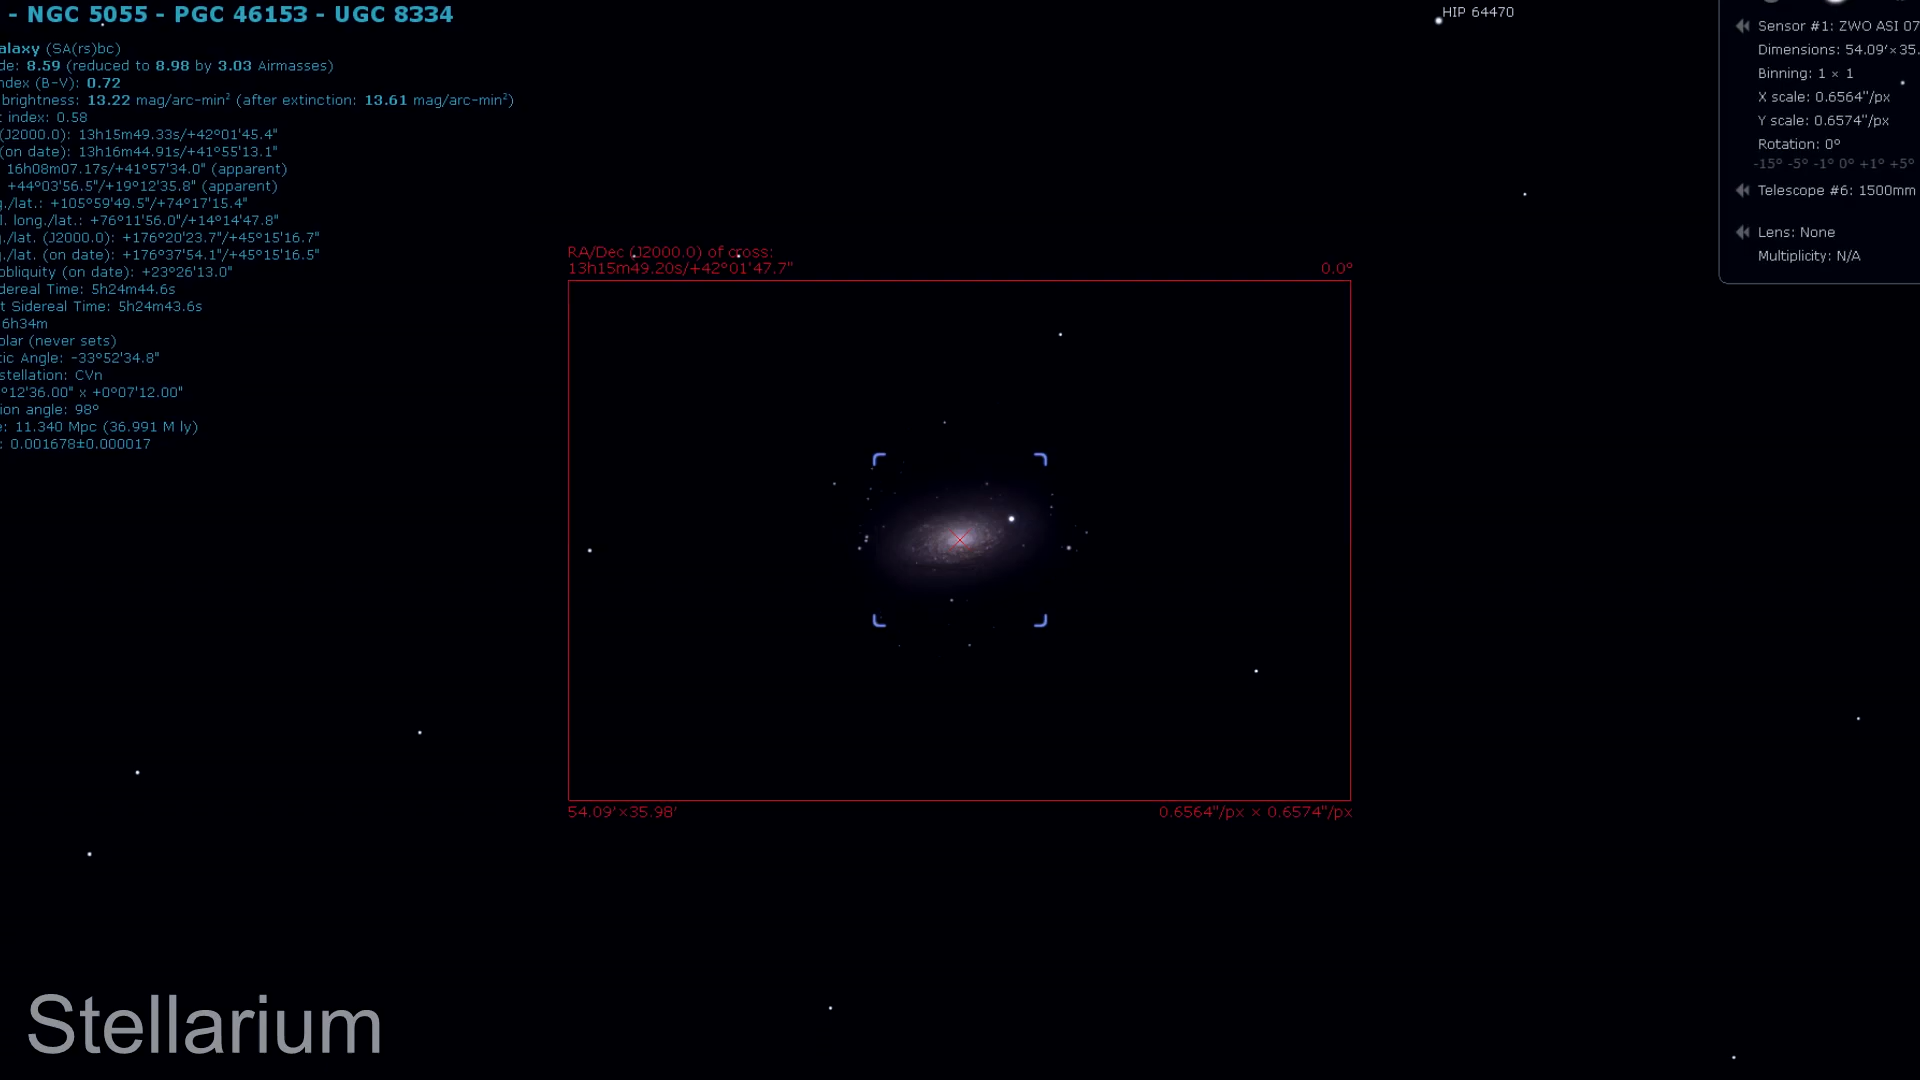 - NGC 5055 - PGC 46153 - UGC 8334
alaxy (SA(rs)bc)
de: 8.59 (reduced to 8.98 by 3.03 Airmasses)
ndex (B-V): 0.72
brightness: 13.22 mag/arc-min² (after extinction: 13.61 mag/arc-min²)
t index: 0.58
(J2000.0): 13h15m49.33s/+42°01'45.4"
(on date): 13h16m44.91s/+41°55'13.1"
16h08m07.17s/+41°57'34.0" (apparent)
+44°03'56.5"/+19°12'35.8" (apparent)
g./lat.: +105°59'49.5"/+74°17'15.4"
l. long./lat.: +76°11'56.0"/+14°14'47.8"
g./lat. (J2000.0): +176°20'23.7"/+45°15'16.7"
g./lat. (on date): +176°37'54.1"/+45°15'16.5"
obliquity (on date): +23°26'13.0"
dereal Time: 5h24m44.6s
t Sidereal Time: 5h24m43.6s
6h34m
olar (never sets)
tic Angle: -33°52'34.8"
stellation: CVn
°12'36.00" x +0°07'12.00"
ion angle: 98°
e: 11.340 Mpc (36.991 M ly)
: 0.001678±0.000017
HIP 64470
Sensor #1: ZWO ASI 07
Dimensions: 54.09'×35.
Binning: 1 × 1
X scale: 0.6564"/px
Y scale: 0.6574"/px
Rotation: 0°
-15° -5° -1° 0° +1° +5°
Telescope #6: 1500mm
Lens: None
Multiplicity: N/A
RA/Dec (J2000.0) of cross:
13h15m49.20s/+42°01'47.7"
0.0°
54.09'×35.98'
0.6564"/px × 0.6574"/px
Stellarium